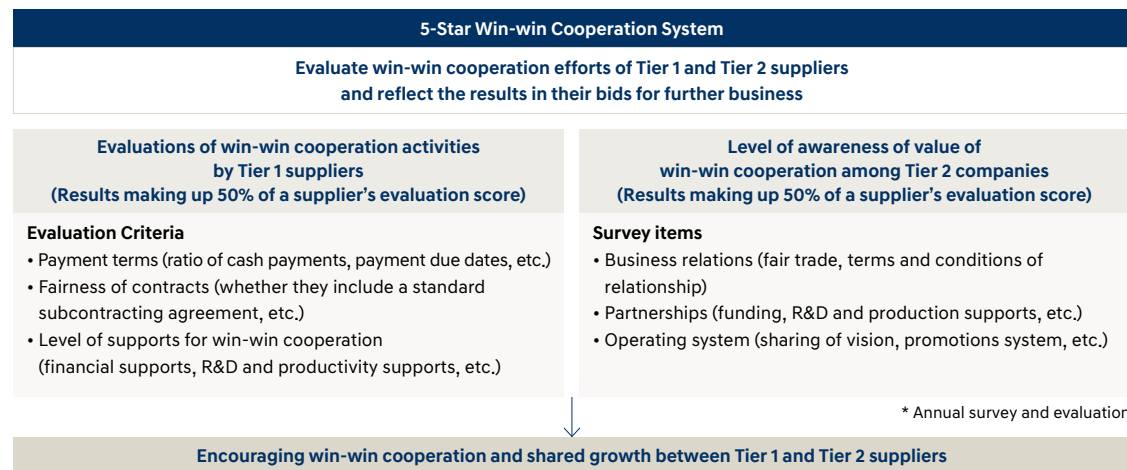 5-Star Win-win Cooperation System
Evaluate win-win cooperation efforts of Tier 1 and Tier 2 suppliers
and reflect the results in their bids for further business
Evaluations of win-win cooperation activities
by Tier 1 suppliers
(Results making up 50% of a supplier's evaluation score)
Evaluation Criteria
• Payment terms (ratio of cash payments, payment due dates, etc.)
• Fairness of contracts (whether they include a standard
subcontracting agreement, etc.)
• Level of supports for win-win cooperation
(financial supports, R&D and productivity supports, etc.)
Level of awareness of value of
win-win cooperation among Tier 2 companies
(Results making up 50% of a supplier's evaluation score)
Survey items
• Business relations (fair trade, terms and conditions of
relationship)
• Partnerships (funding, R&D and production supports, etc.)
• Operating system (sharing of vision, promotions system, etc.)
* Annual survey and evaluation
Encouraging win-win cooperation and shared growth between Tier 1 and Tier 2 suppliers